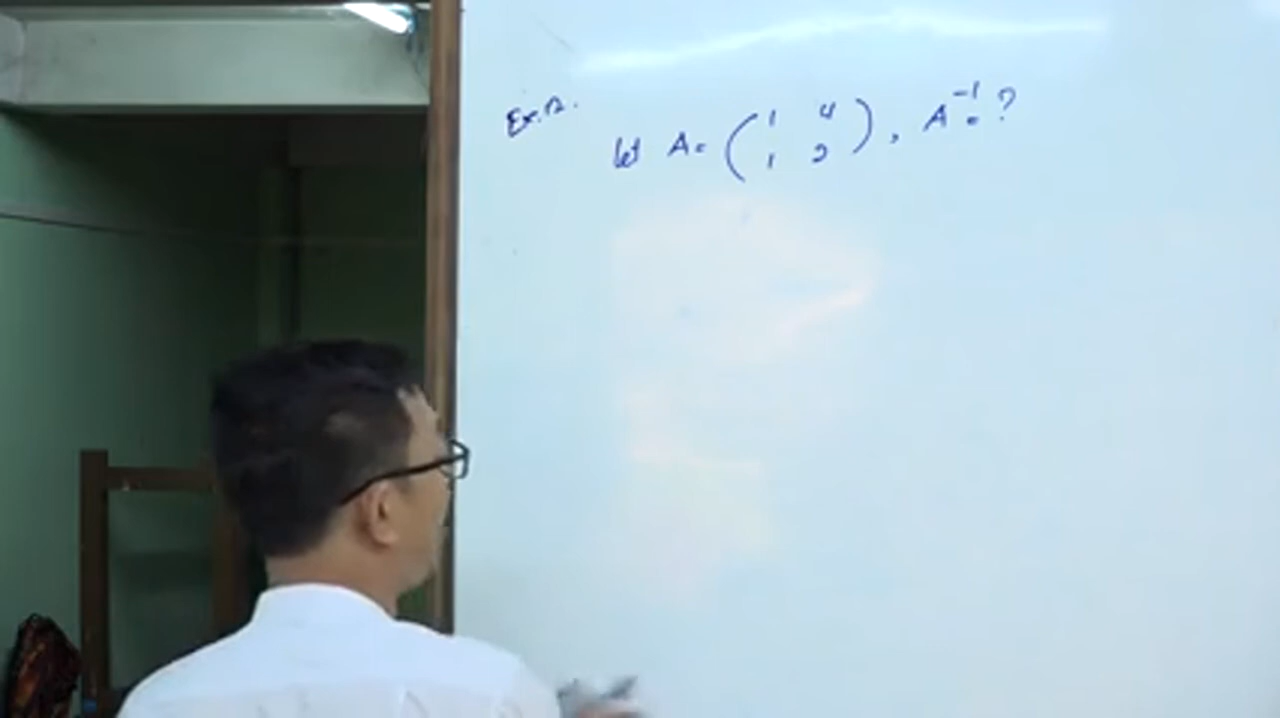 Ex.12.
let A = ( 1 4 ), A⁻¹ = ?
( 1 2 )